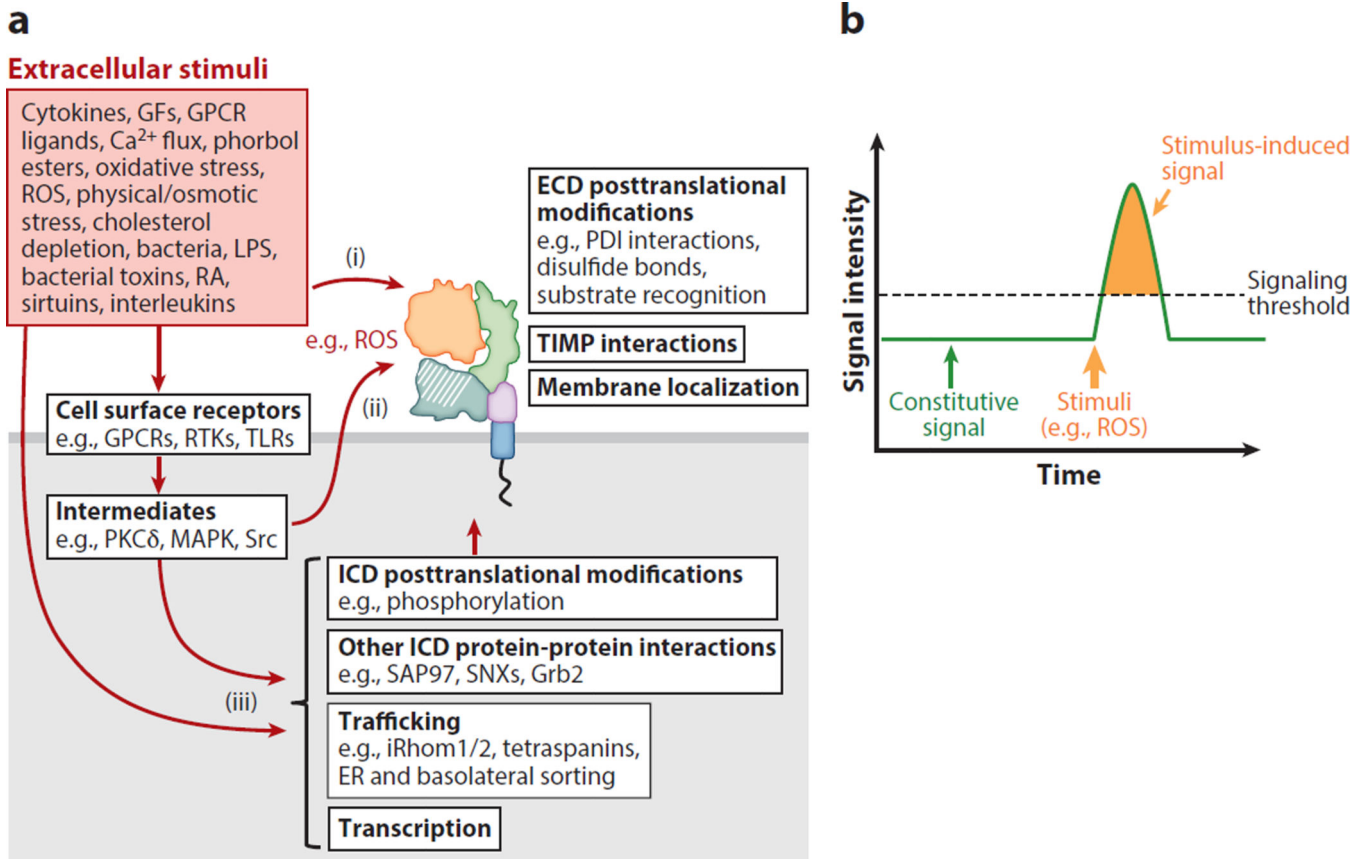 a
Extracellular stimuli
Cytokines, GFs, GPCR
ligands, Ca²⁺ flux, phorbol
esters, oxidative stress,
ROS, physical/osmotic
stress, cholesterol
depletion, bacteria, LPS,
bacterial toxins, RA,
sirtuins, interleukins
(i)
e.g., ROS
(ii)
ECD posttranslational
modifications
e.g., PDI interactions,
disulfide bonds,
substrate recognition
TIMP interactions
Membrane localization
Cell surface receptors
e.g., GPCRs, RTKs, TLRs
Intermediates
e.g., PKCδ, MAPK, Src
(iii)
ICD posttranslational modifications
e.g., phosphorylation
Other ICD protein-protein interactions
e.g., SAP97, SNXs, Grb2
Trafficking
e.g., iRhom1/2, tetraspanins,
ER and basolateral sorting
Transcription
b
Signal intensity
Stimulus-induced
signal
Signaling
threshold
Constitutive
signal
Stimuli
(e.g., ROS)
Time